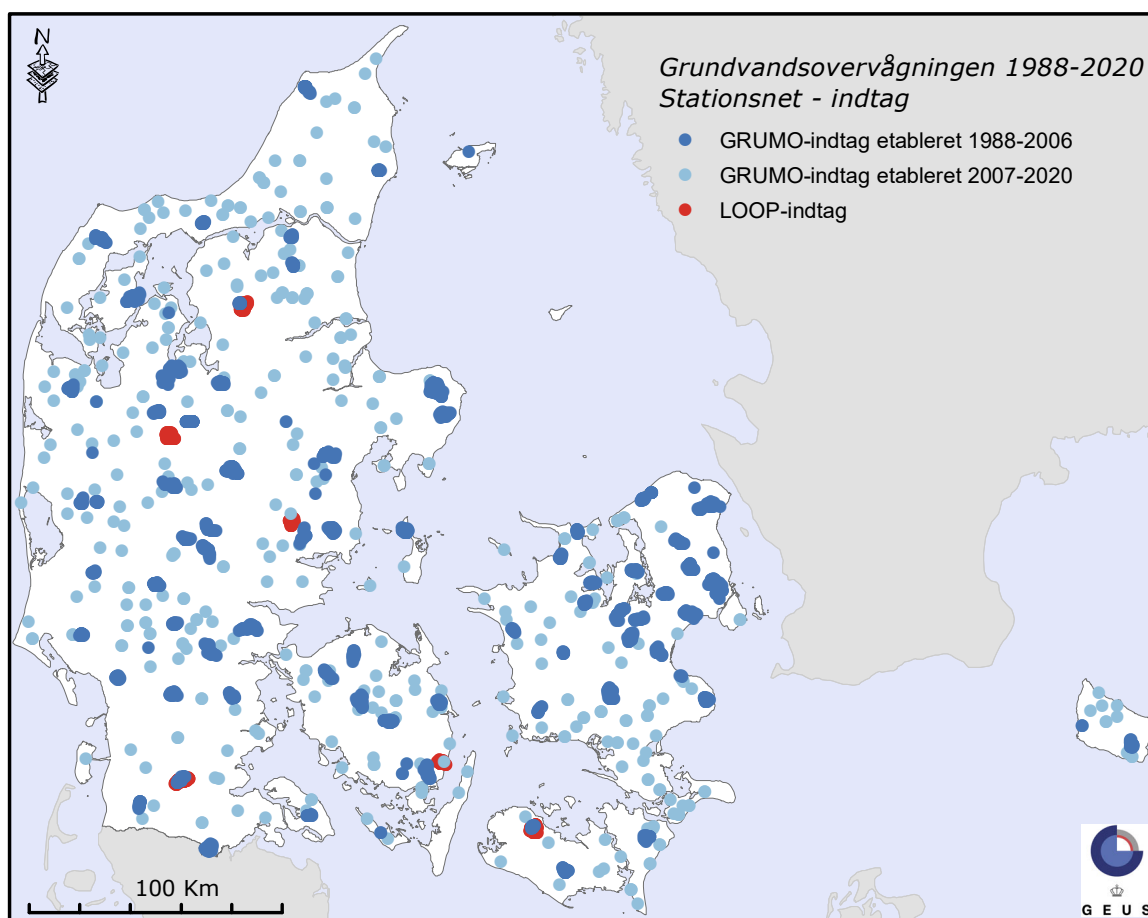 N
Grundvandsovervågningen 1988-2020
Stationsnet - indtag
GRUMO-indtag etableret 1988-2006
GRUMO-indtag etableret 2007-2020
LOOP-indtag
100 Km
G E U S